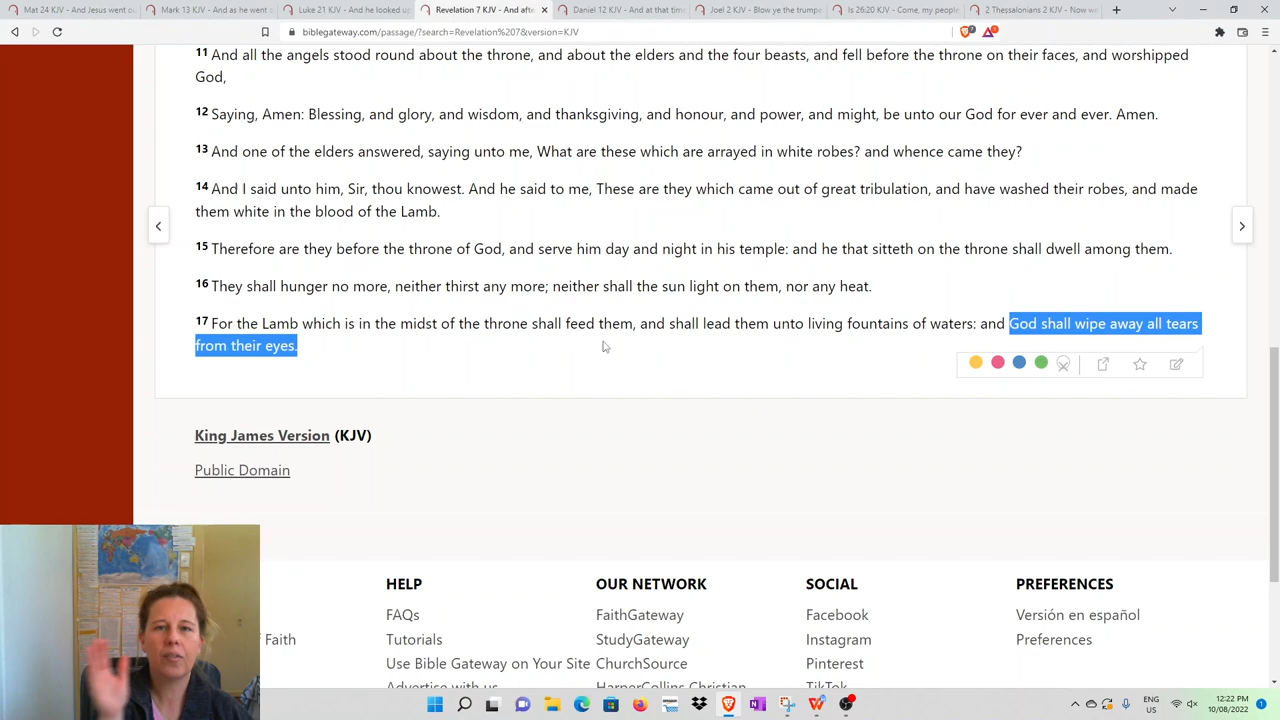 Mat 24 KJV - And Jesus went ou
Mark 13 KJV - And as he went o
Luke 21 KJV - And he looked up
Revelation 7 KJV - And afte
Daniel 12 KJV - And at that time
Joel 2 KJV - Blow ye the trumpe
Is 26:20 KJV - Come, my people
2 Thessalonians 2 KJV - Now we
biblegateway.com/passage/?search=Revelation%207&version=KJV
11 And all the angels stood round about the throne, and about the elders and the four beasts, and fell before the throne on their faces, and worshipped
God,
12 Saying, Amen: Blessing, and glory, and wisdom, and thanksgiving, and honour, and power, and might, be unto our God for ever and ever. Amen.
13 And one of the elders answered, saying unto me, What are these which are arrayed in white robes? and whence came they?
14 And I said unto him, Sir, thou knowest. And he said to me, These are they which came out of great tribulation, and have washed their robes, and made
them white in the blood of the Lamb.
15 Therefore are they before the throne of God, and serve him day and night in his temple: and he that sitteth on the throne shall dwell among them.
16 They shall hunger no more, neither thirst any more; neither shall the sun light on them, nor any heat.
17 For the Lamb which is in the midst of the throne shall feed them, and shall lead them unto living fountains of waters: and God shall wipe away all tears
from their eyes.
King James Version (KJV)
Public Domain
HELP
OUR NETWORK
SOCIAL
PREFERENCES
FAQs
FaithGateway
Facebook
Versión en español
f Faith
Tutorials
StudyGateway
Instagram
Preferences
Use Bible Gateway on Your Site
ChurchSource
Pinterest
Advertise with us
HarperCollins Christian
TikTok
ENG
US
12:22 PM
10/08/2022